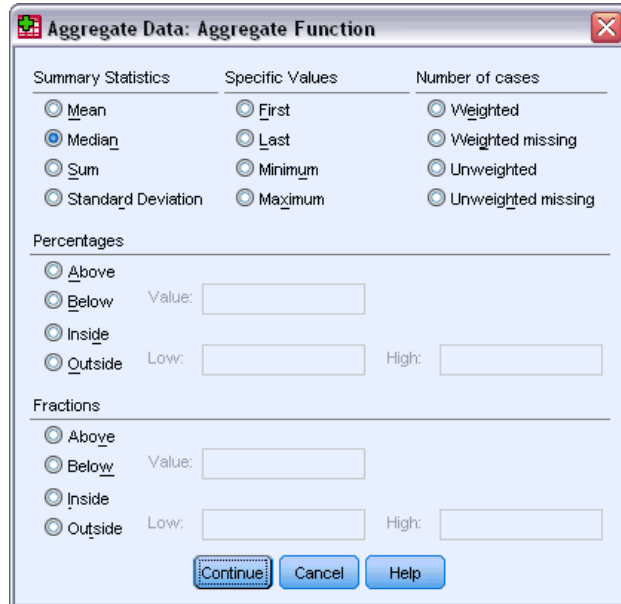 Aggregate Data: Aggregate Function
Summary Statistics Specific Values Number of cases
Mean First Weighted
Median Last Weighted missing
Sum Minimum Unweighted
Standard Deviation Maximum Unweighted missing
Percentages
Above
Below Value:
Inside
Outside Low: High:
Fractions
Above
Below Value:
Inside
Outside Low: High:
Continue Cancel Help